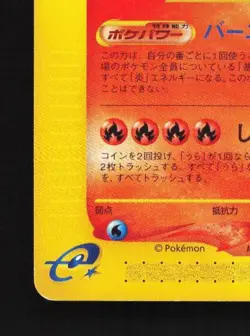 特殊能力
ポケパワー バー
この力は、自分の番ごとに1回使
場のポケモン全員についている「基
すべて「炎」エネルギーになる。この
ことはできない。
し
コインを2回投げ、「うら」が1回なら
2枚トラッシュする。すべて「うら」な
を、すべてトラッシュする。
弱点 抵抗力
e
© Pokémon